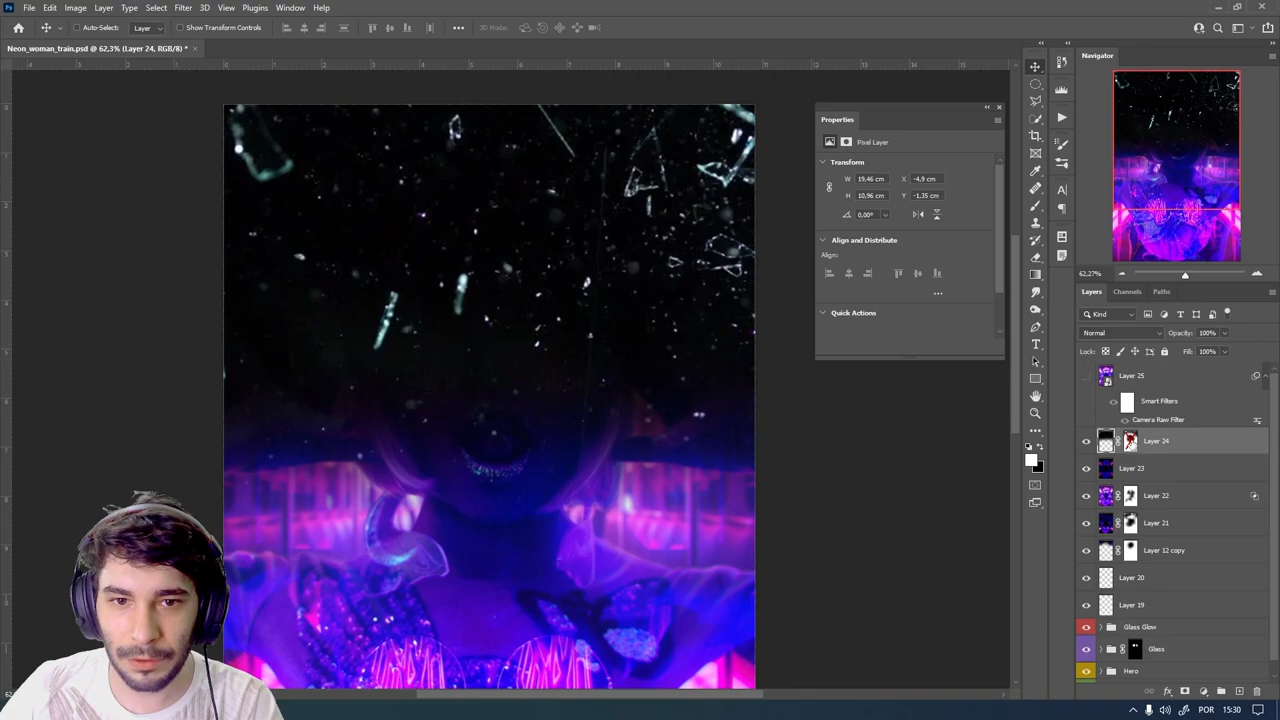 Ps File Edit Image Layer Type Select Filter 3D View Plugins Window Help
Auto-Select: Layer Show Transform Controls 3D Mode:
Neon_woman_train.psd @ 62,3% (Layer 24, RGB/8) *
Navigator
Properties
Pixel Layer
Transform
W 19,46 cm X -4,9 cm
H 10,96 cm Y -1,35 cm
0,00°
Align and Distribute
Align:
Quick Actions
62,27%
Layers Channels Paths
Kind
Normal Opacity: 100%
Lock: Fill: 100%
Layer 25
Smart Filters
Camera Raw Filter
Layer 24
Layer 23
Layer 22
Layer 21
Layer 12 copy
Layer 20
Layer 19
Glass Glow
Glass
Hero
POR 15:30